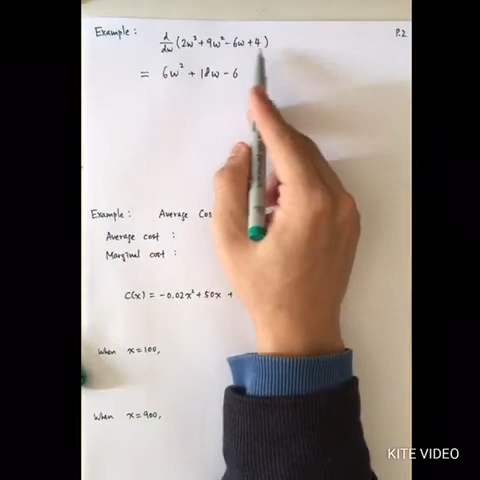 Example: P.2
d/dw (2w³ + 9w² - 6w + 4)
= 6w² + 18w - 6
Example: Average
Average cost :
Marginal cost :
C(x) = -0.02x² + 50x +
When x = 100,
When x = 900,
KITE VIDEO